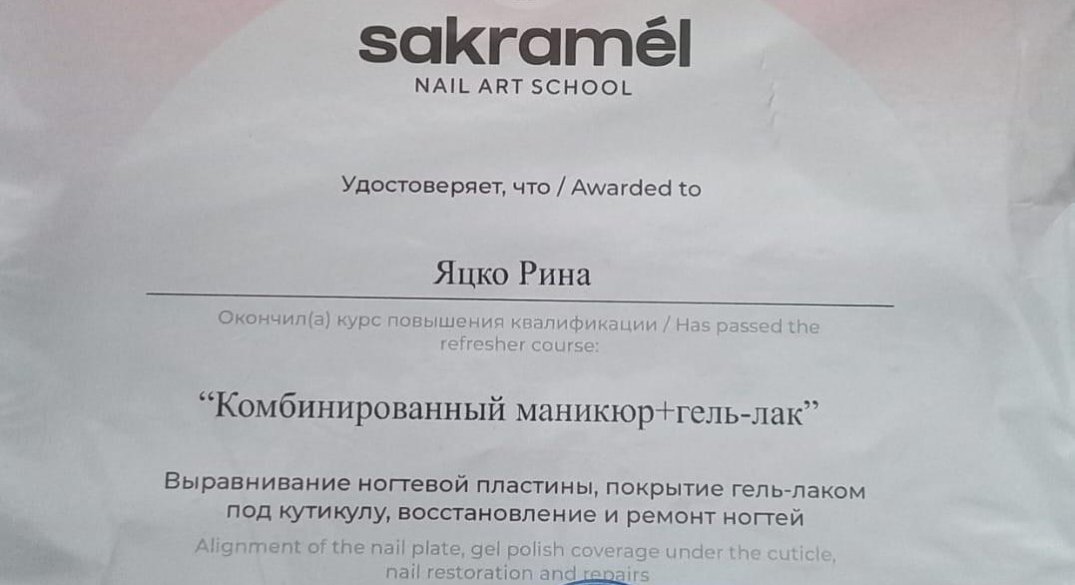 sakramél
NAIL ART SCHOOL
Удостоверяет, что / Awarded to
Яцко Рина
Окончил(а) курс повышения квалификации / Has passed the
refresher course:
“Комбинированный маникюр+гель-лак”
Выравнивание ногтевой пластины, покрытие гель-лаком
под кутикулу, восстановление и ремонт ногтей
Alignment of the nail plate, gel polish coverage under the cuticle,
nail restoration and repairs